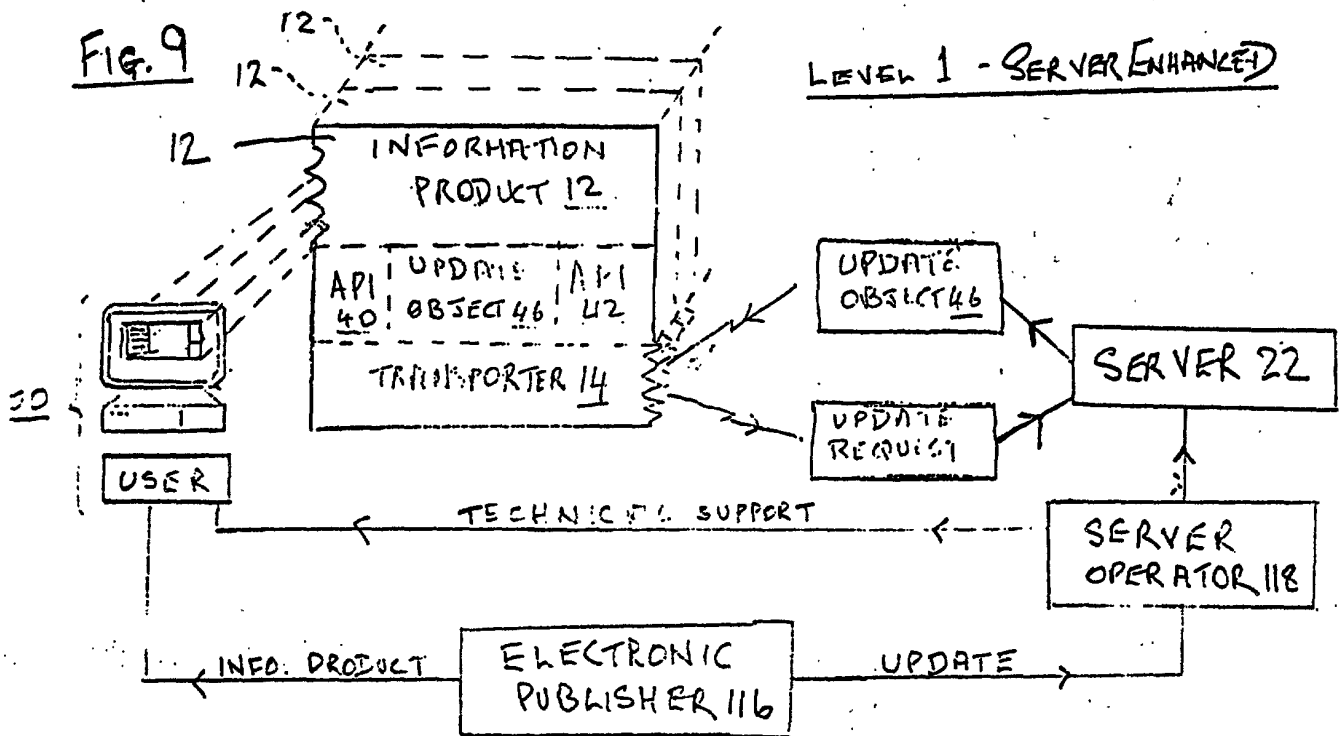 FIG. 9
LEVEL 1 - SERVER ENHANCED
12
12
12
INFORMATION
PRODUCT 12
API
40
UPDATE
OBJECT 46
API
42
TRANSPORTER 14
UPDATE
OBJECT 46
SERVER 22
UPDATE
REQUEST
USER
TECHNICAL SUPPORT
SERVER
OPERATOR 118
INFO. PRODUCT
ELECTRONIC
PUBLISHER 116
UPDATE